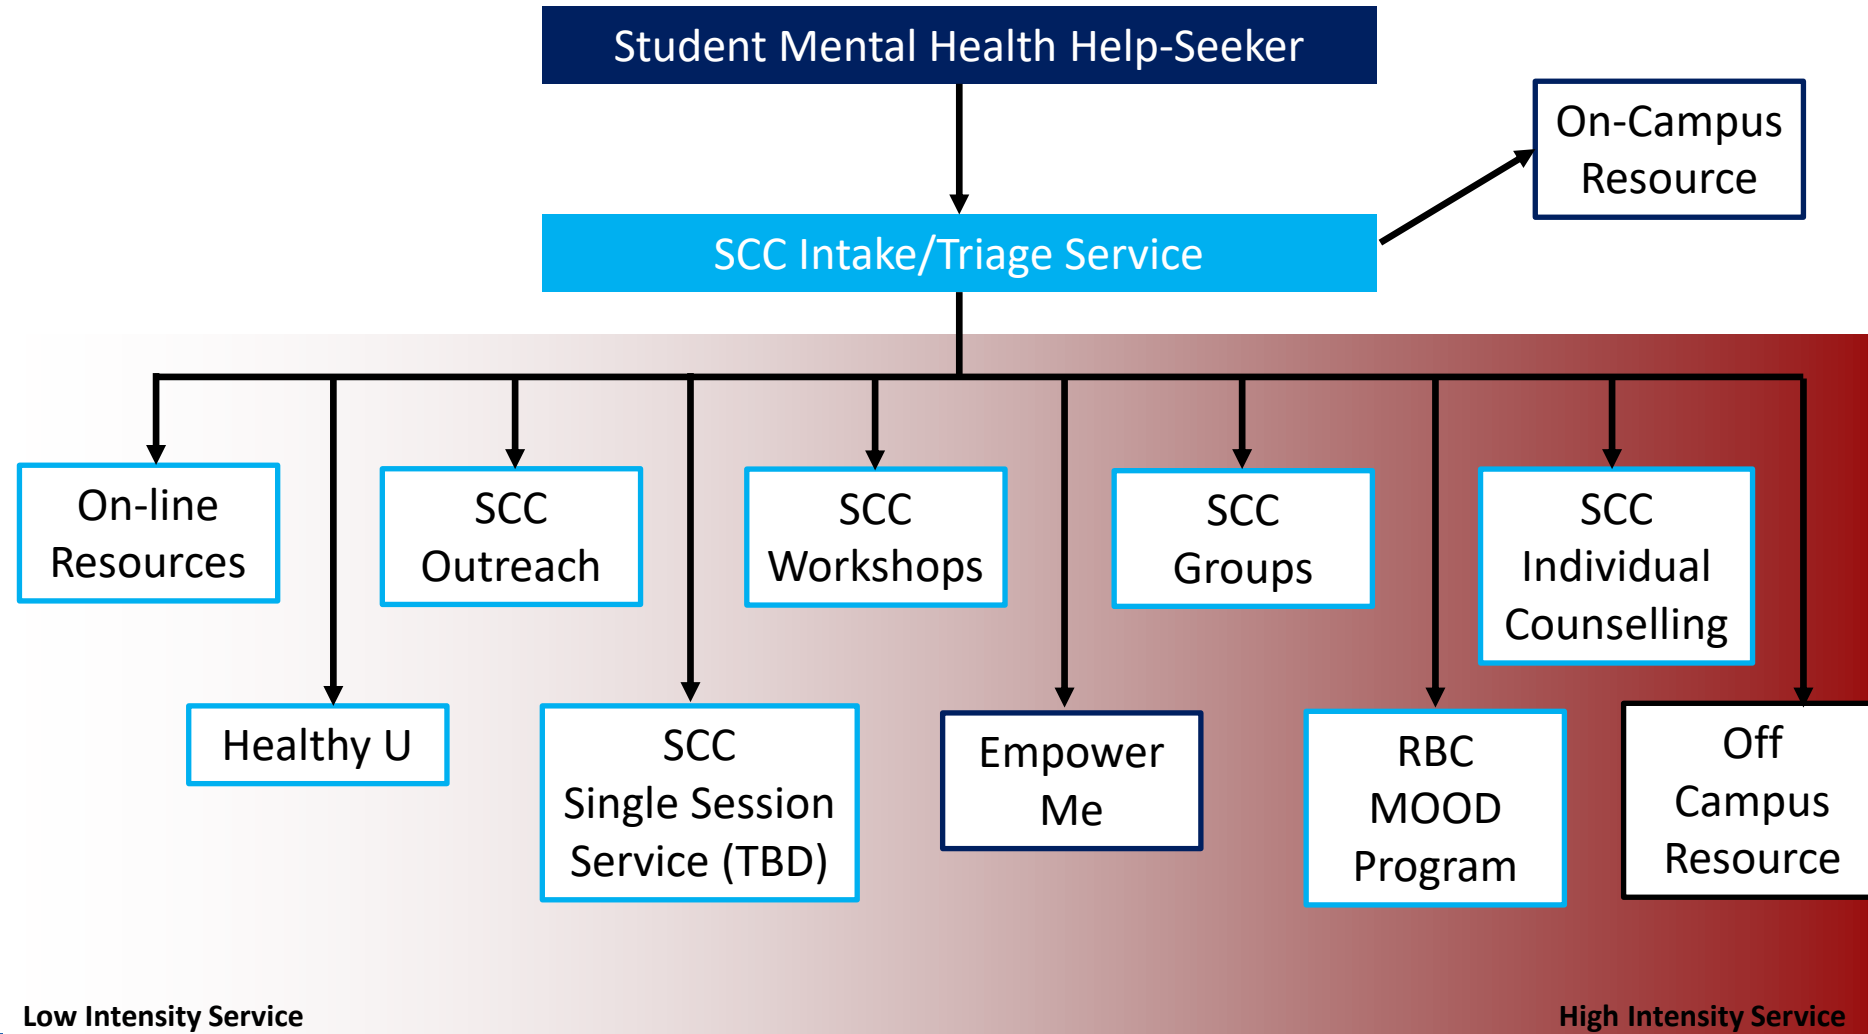 Student Mental Health Help-Seeker
On-Campus
Resource
SCC Intake/Triage Service
On-line
Resources
SCC
Outreach
SCC
Workshops
SCC
Groups
SCC
Individual
Counselling
Healthy U
SCC
Single Session
Service (TBD)
Empower
Me
RBC
MOOD
Program
Off
Campus
Resource
Low Intensity Service
High Intensity Service